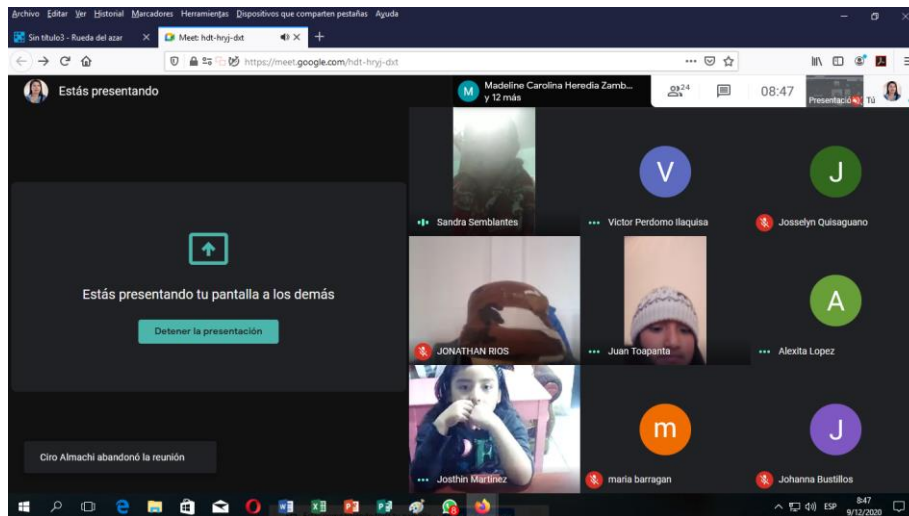 Archivo Editar Ver Historial Marcadores Herramientas Dispositivos que comparten pestañas Ayuda
Sin título3 - Rueda del azar
Meet: hdt-hryj-dxt
https://meet.google.com/hdt-hryj-dxt
Estás presentando
M
Madeline Carolina Heredia Zamb...
y 12 más
24
08:47
Presentació
Tú
Estás presentando tu pantalla a los demás
Detener la presentación
Sandra Semblantes
V
Victor Perdomo Ilaquisa
J
Josselyn Quisaguano
JONATHAN RIOS
Juan Toapanta
A
Alexita Lopez
Josthin Martinez
m
maria barragan
J
Johanna Bustillos
Ciro Almachi abandonó la reunión
ESP
8:47
9/12/2020